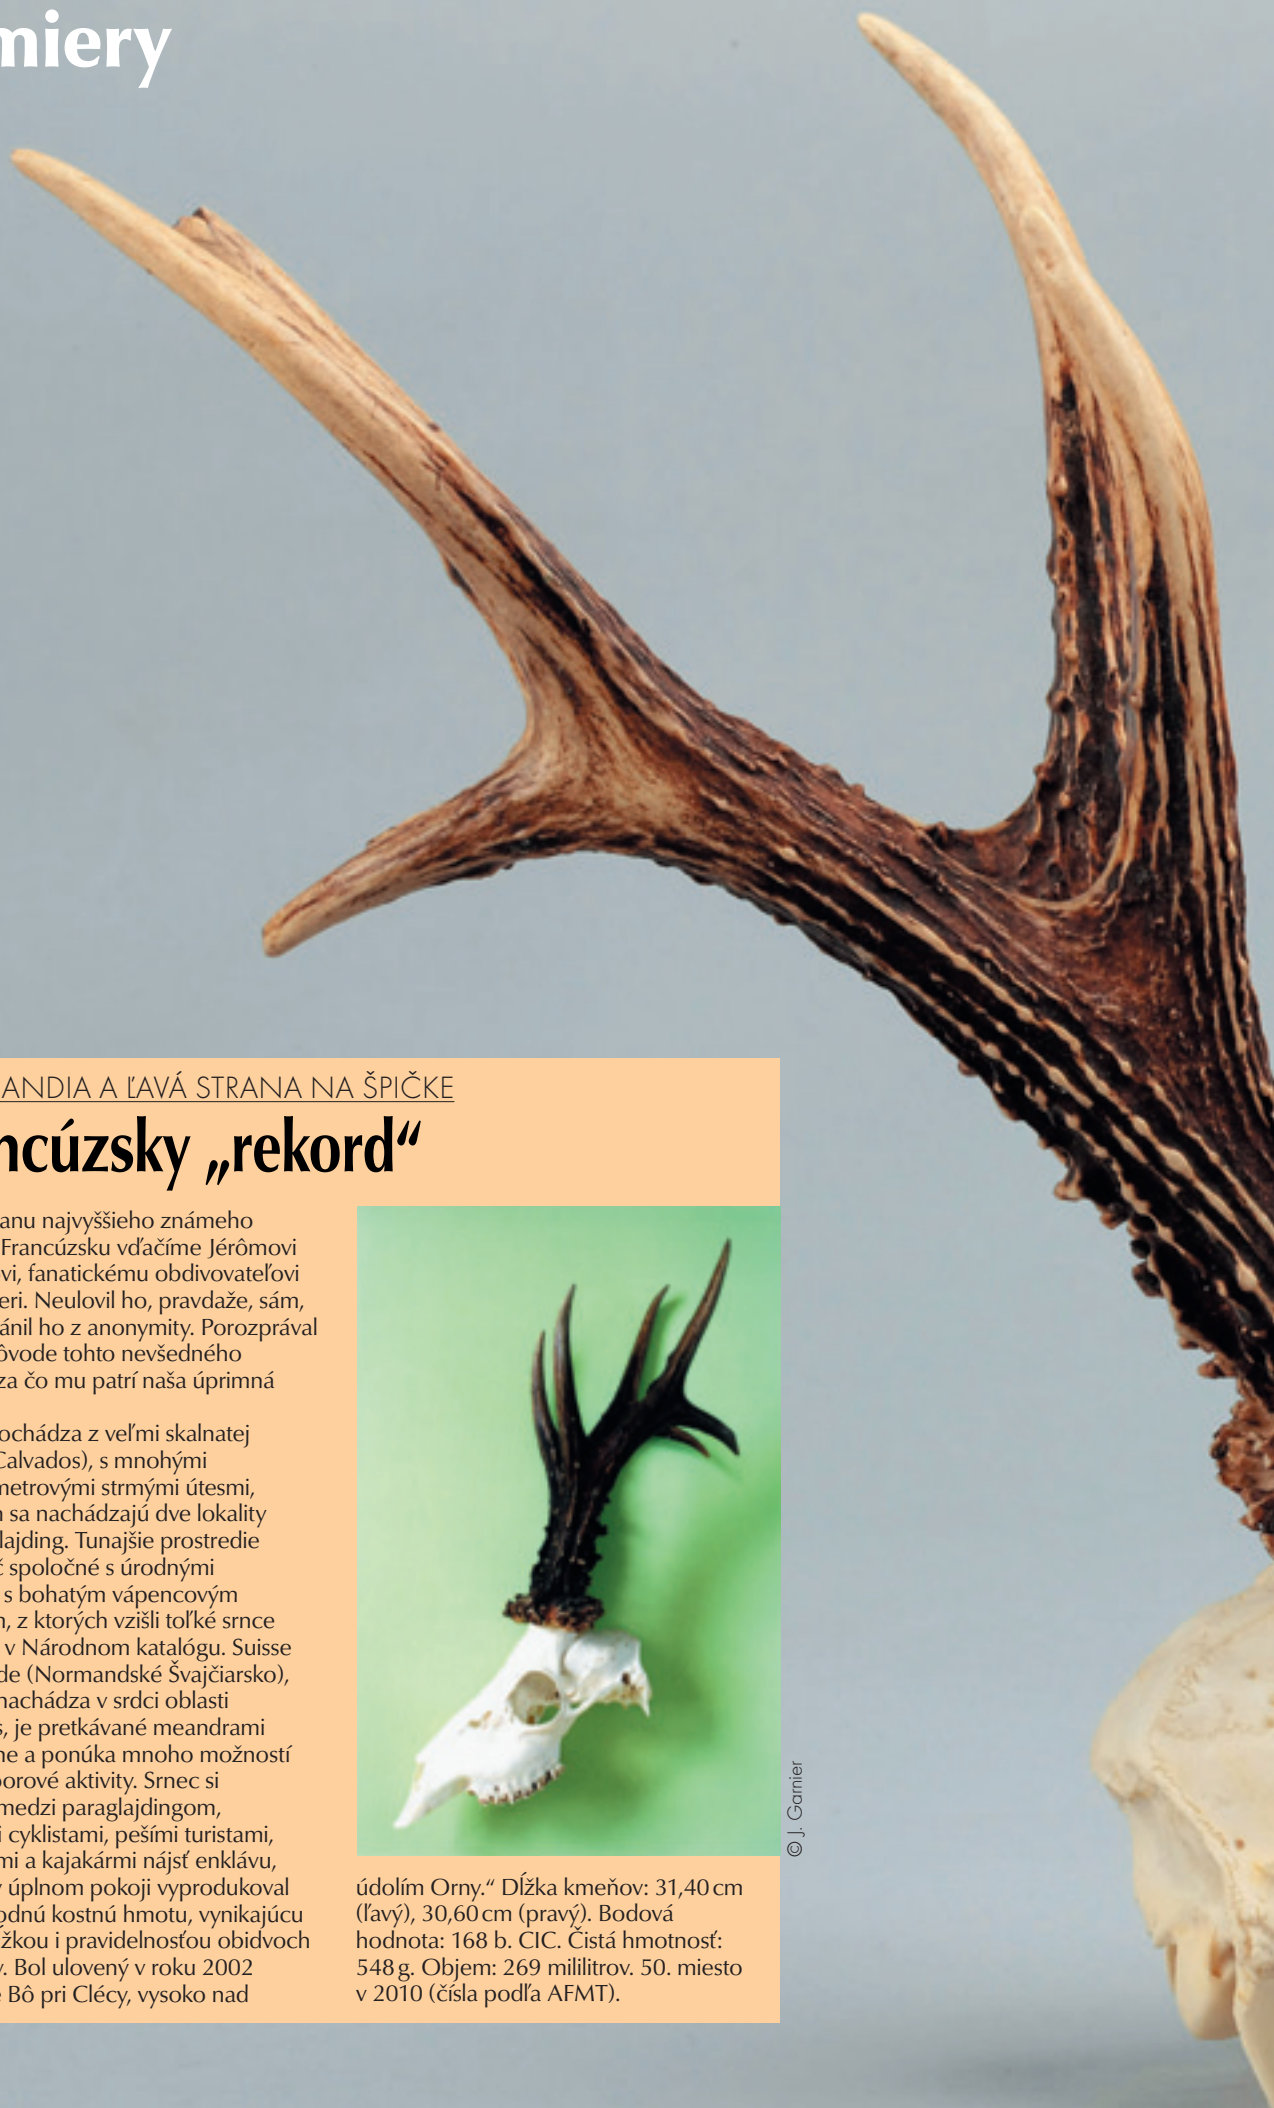 miery
ANDIA A ĽAVÁ STRANA NA ŠPIČKE
ncúzsky „rekord“
anu najvyššieho známeho
Francúzsku vďačíme Jérômovi
vi, fanatickému obdivovateľovi
eri. Neulovil ho, pravdaže, sám,
ánil ho z anonymity. Porozprával
ôvode tohto nevšedného
za čo mu patrí naša úprimná
ochádza z veľmi skalnatej
Calvados), s mnohými
metrovými strmými útesmi,
sa nachádzajú dve lokality
lajding. Tunajšie prostredie
č spoločné s úrodnými
s bohatým vápencovým
, z ktorých vzišli toľké srnce
v Národnom katalógu. Suisse
de (Normandské Švajčiarsko),
nachádza v srdci oblasti
s, je pretkávané meandrami
ne a ponúka mnoho možností
porové aktivity. Srnec si
medzi paraglajdingom,
i cyklistami, pešími turistami,
mi a kajakármi nájsť enklávu,
v úplnom pokoji vyprodukoval
odnú kostnú hmotu, vynikajúcu
ĺžkou i pravidelnosťou obidvoch
v. Bol ulovený v roku 2002
e Bô pri Clécy, vysoko nad
údolím Orny.“ Dĺžka kmeňov: 31,40 cm
(ľavý), 30,60 cm (pravý). Bodová
hodnota: 168 b. CIC. Čistá hmotnosť:
548 g. Objem: 269 mililitrov. 50. miesto
v 2010 (čísla podľa AFMT).
© J. Garnier